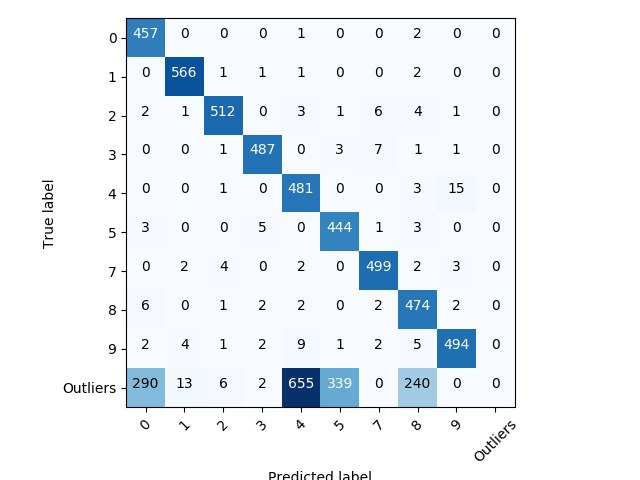 0 457 0 0 0 1 0 0 2 0 0
1 0 566 1 1 1 0 0 2 0 0
2 2 1 512 0 3 1 6 4 1 0
3 0 0 1 487 0 3 7 1 1 0
4 0 0 1 0 481 0 0 3 15 0
5 3 0 0 5 0 444 1 3 0 0
7 0 2 4 0 2 0 499 2 3 0
8 6 0 1 2 2 0 2 474 2 0
9 2 4 1 2 9 1 2 5 494 0
Outliers 290 13 6 2 655 339 0 240 0 0
0 1 2 3 4 5 7 8 9 Outliers
True label
Predicted label